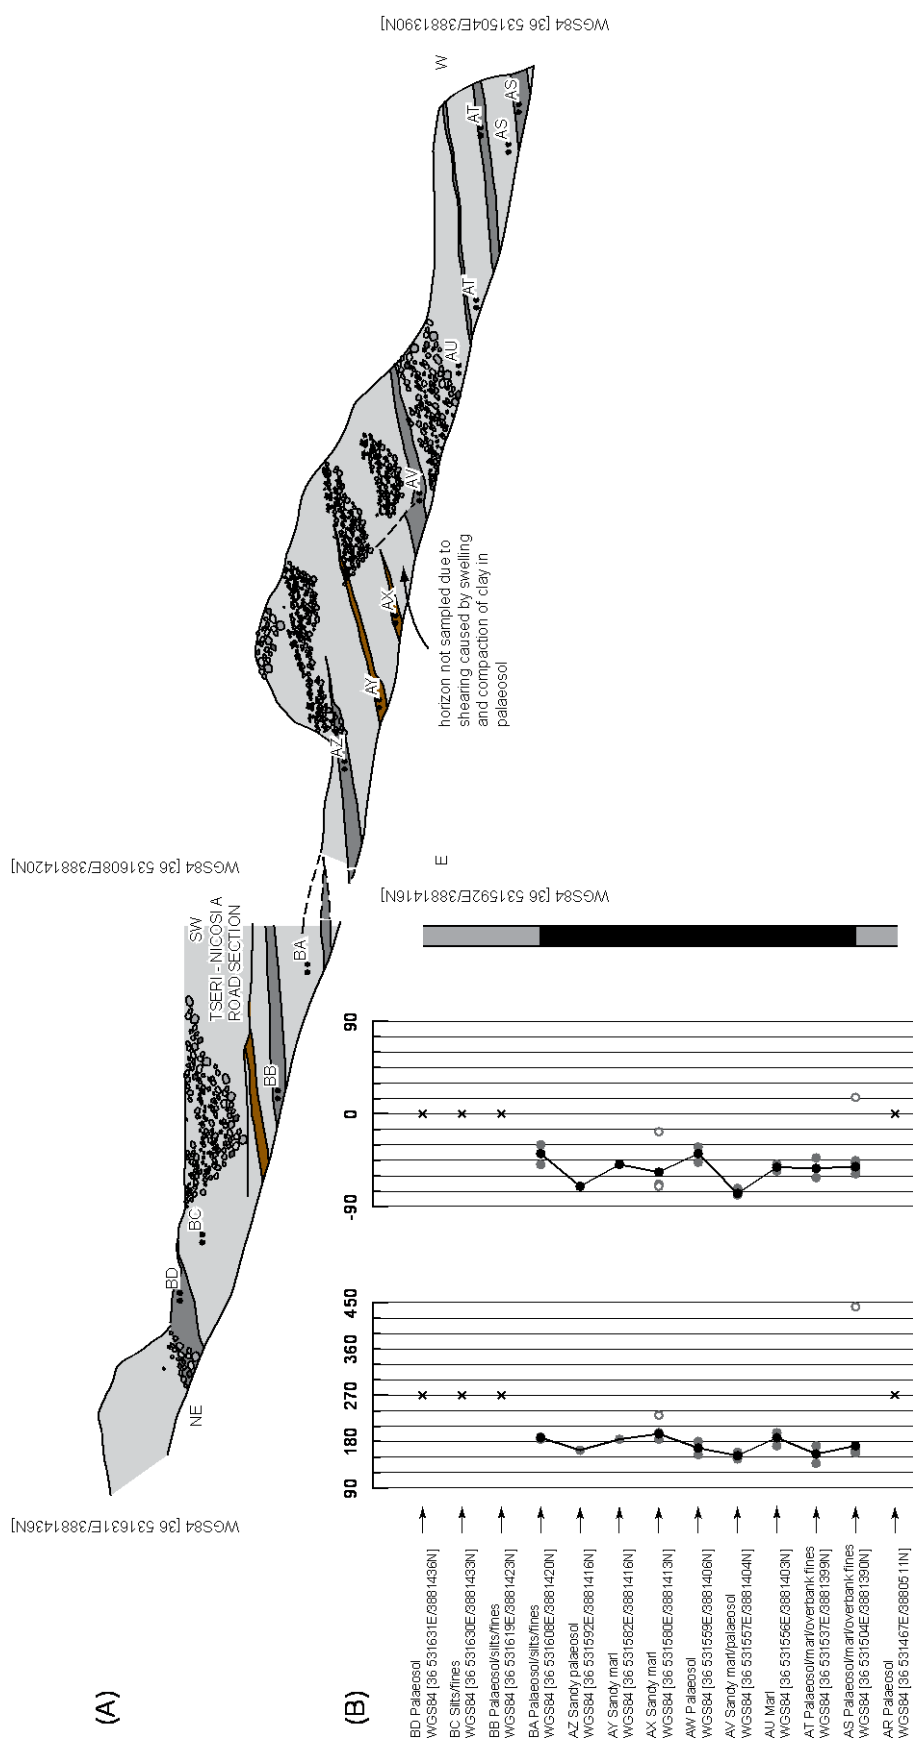 (A)
WGS84 [36 531631E/3881436N]
WGS84 [36 531608E/3881420N]
WGS84 [36 531504E/3881390N]
NE
BD
BC
SW
TSERI - NICOSIA
ROAD SECTION
BB
BA
E
AZ
AY
AX
AV
AU
AT
AT
AS
AS
W
horizon not sampled due to
shearing caused by swelling
and compaction of clay in
palaeosol
WGS84 [36 531592E/3881416N]
(B)
90
180
270
360
450
-90
0
90
BD Palaeosol
WGS84 [36 531631E/3881436N]
BC Silts/fines
WGS84 [36 531630E/3881433N]
BB Palaeosol/silts/fines
WGS84 [36 531619E/3881423N]
BA Palaeosol/silts/fines
WGS84 [36 531608E/3881420N]
AZ Sandy palaeosol
WGS84 [36 531592E/3881416N]
AY Sandy marl
WGS84 [36 531582E/3881416N]
AX Sandy marl
WGS84 [36 531580E/3881413N]
AW Palaeosol
WGS84 [36 531559E/3881406N]
AV Sandy marl/palaeosol
WGS84 [36 531557E/3881404N]
AU Marl
WGS84 [36 531556E/3881403N]
AT Palaeosol/marl/overbank fines
WGS84 [36 531537E/3881399N]
AS Palaeosol/marl/overbank fines
WGS84 [36 531504E/3881390N]
AR Palaeosol
WGS84 [36 531467E/3880511N]